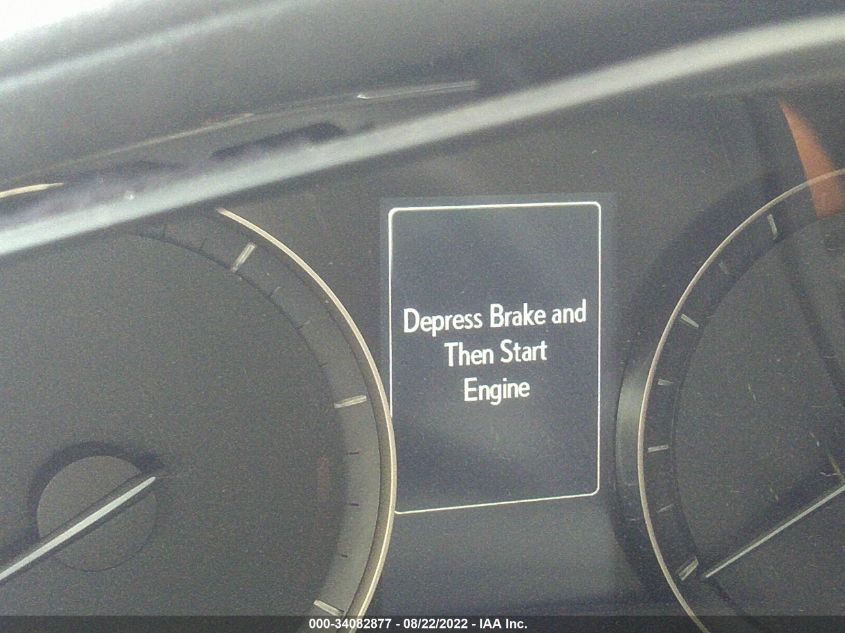 Depress Brake and
Then Start
Engine
000-34082877 - 08/22/2022 - IAA Inc.